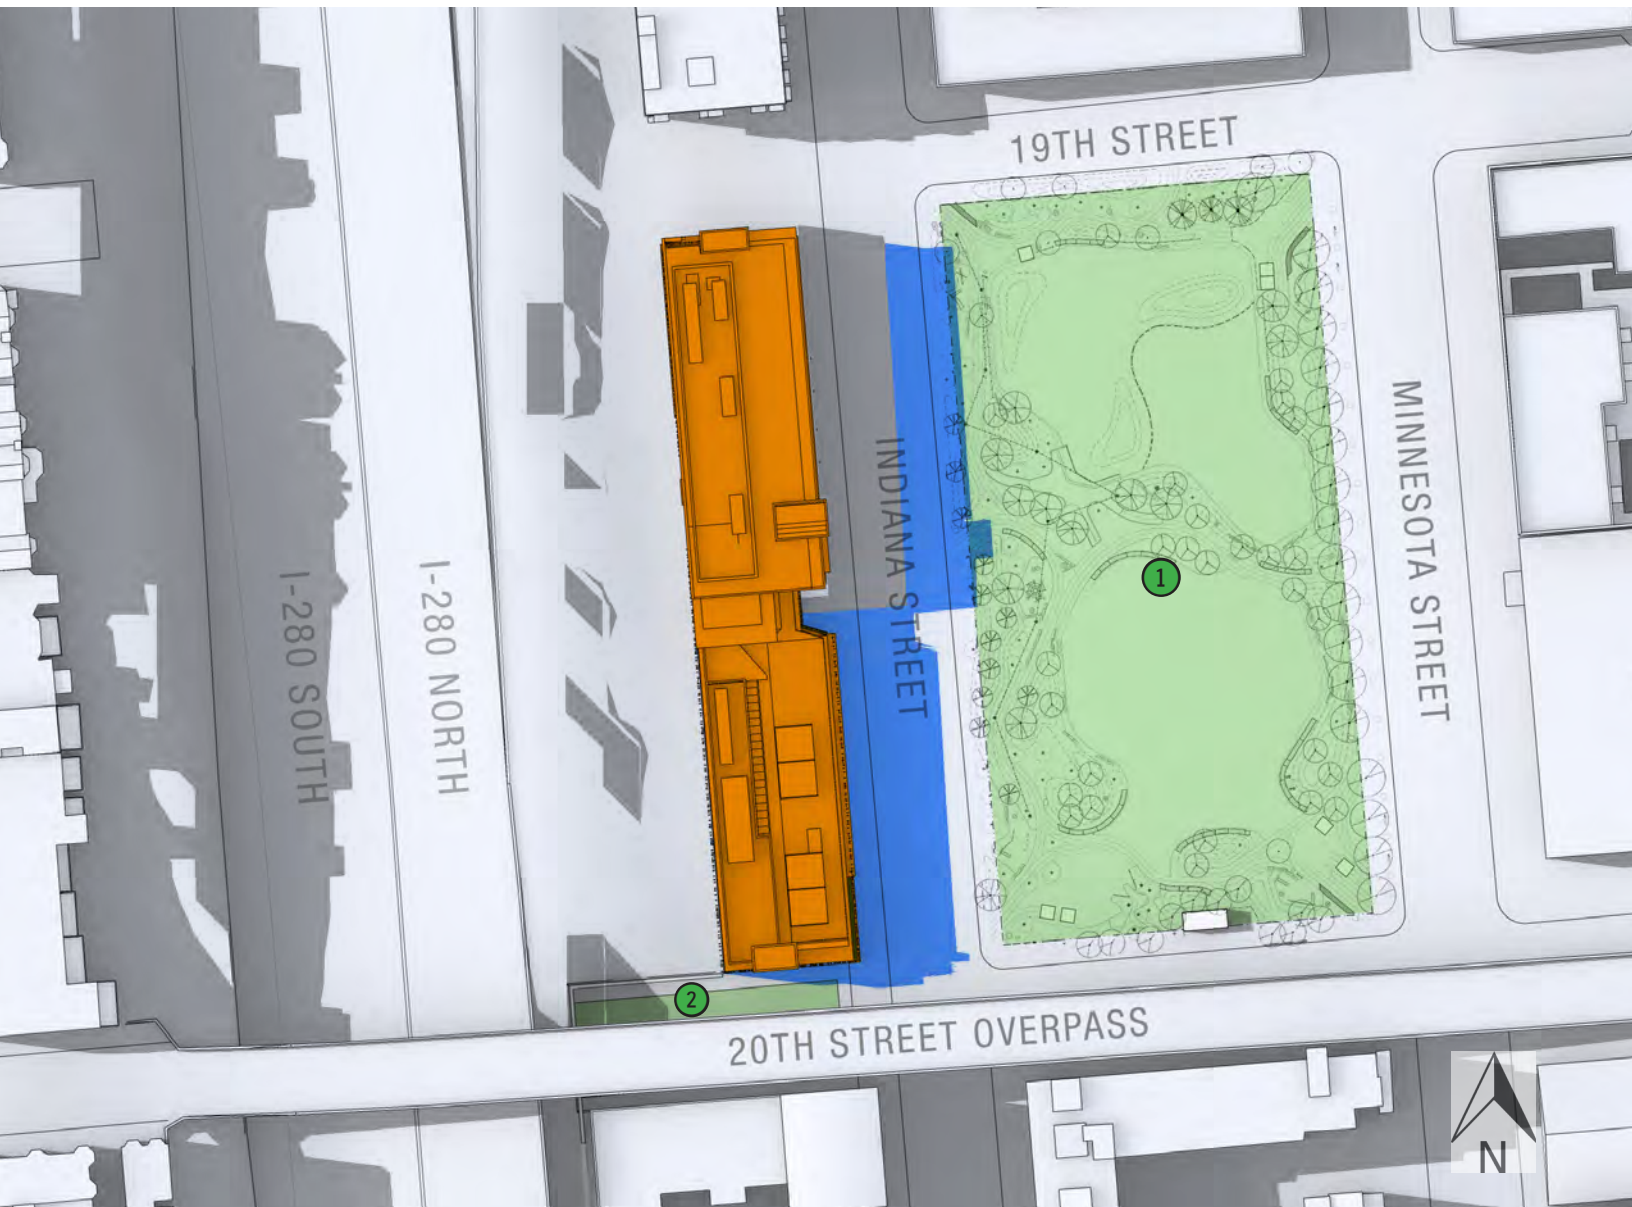 19TH STREET
INDIANA STREET
MINNESOTA STREET
I-280 SOUTH
I-280 NORTH
1
2
20TH STREET OVERPASS
N